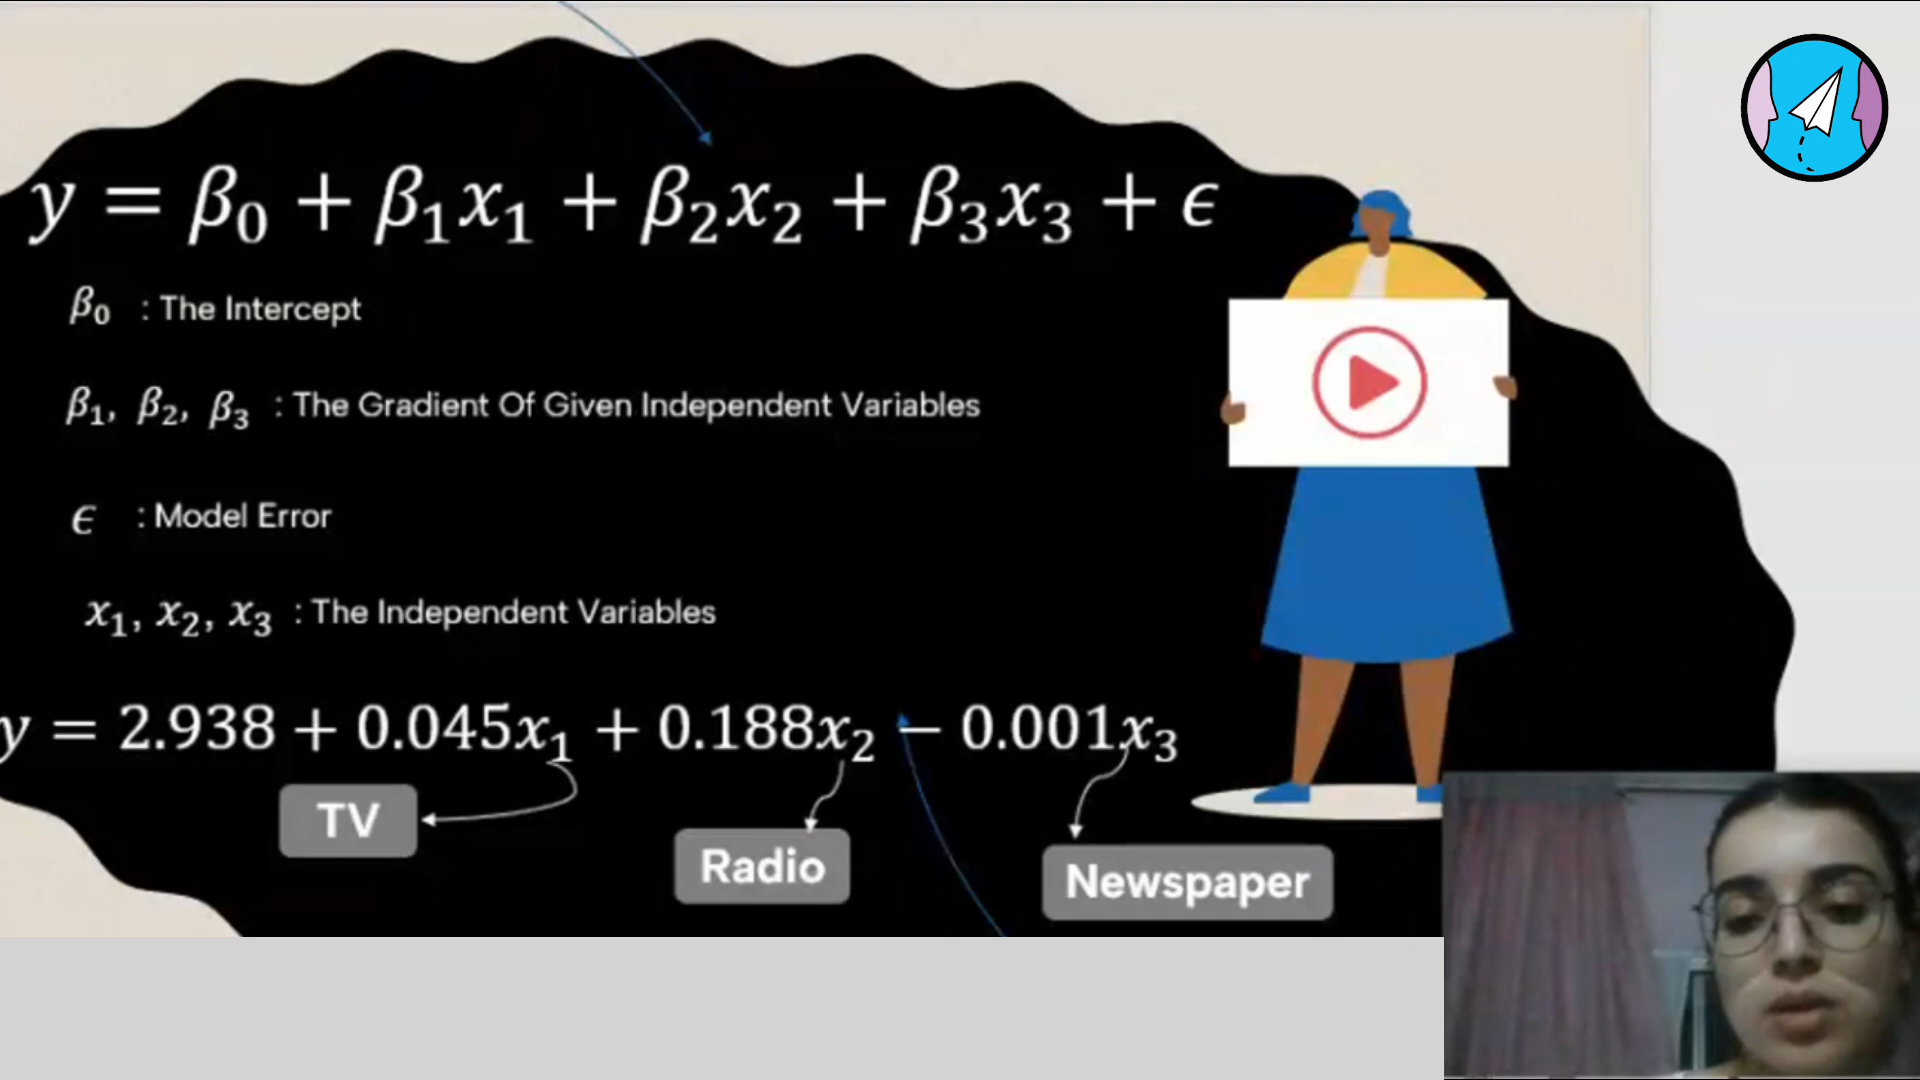 y = β₀ + β₁x₁ + β₂x₂ + β₃x₃ + ϵ
β₀ : The Intercept
β₁, β₂, β₃ : The Gradient Of Given Independent Variables
ϵ : Model Error
x₁, x₂, x₃ : The Independent Variables
y = 2.938 + 0.045x₁ + 0.188x₂ − 0.001x₃
TV
Radio
Newspaper